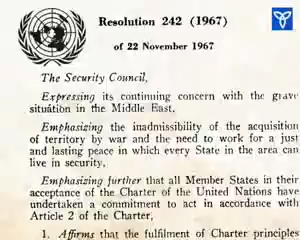 Resolution 242 (1967)
of 22 November 1967
The Security Council,
Expressing its continuing concern with the grave
situation in the Middle East,
Emphasizing the inadmissibility of the acquisition
of territory by war and the need to work for a just
and lasting peace in which every State in the area can
live in security,
Emphasizing further that all Member States in their
acceptance of the Charter of the United Nations have
undertaken a commitment to act in accordance with
Article 2 of the Charter,
1. Affirms that the fulfilment of Charter principles